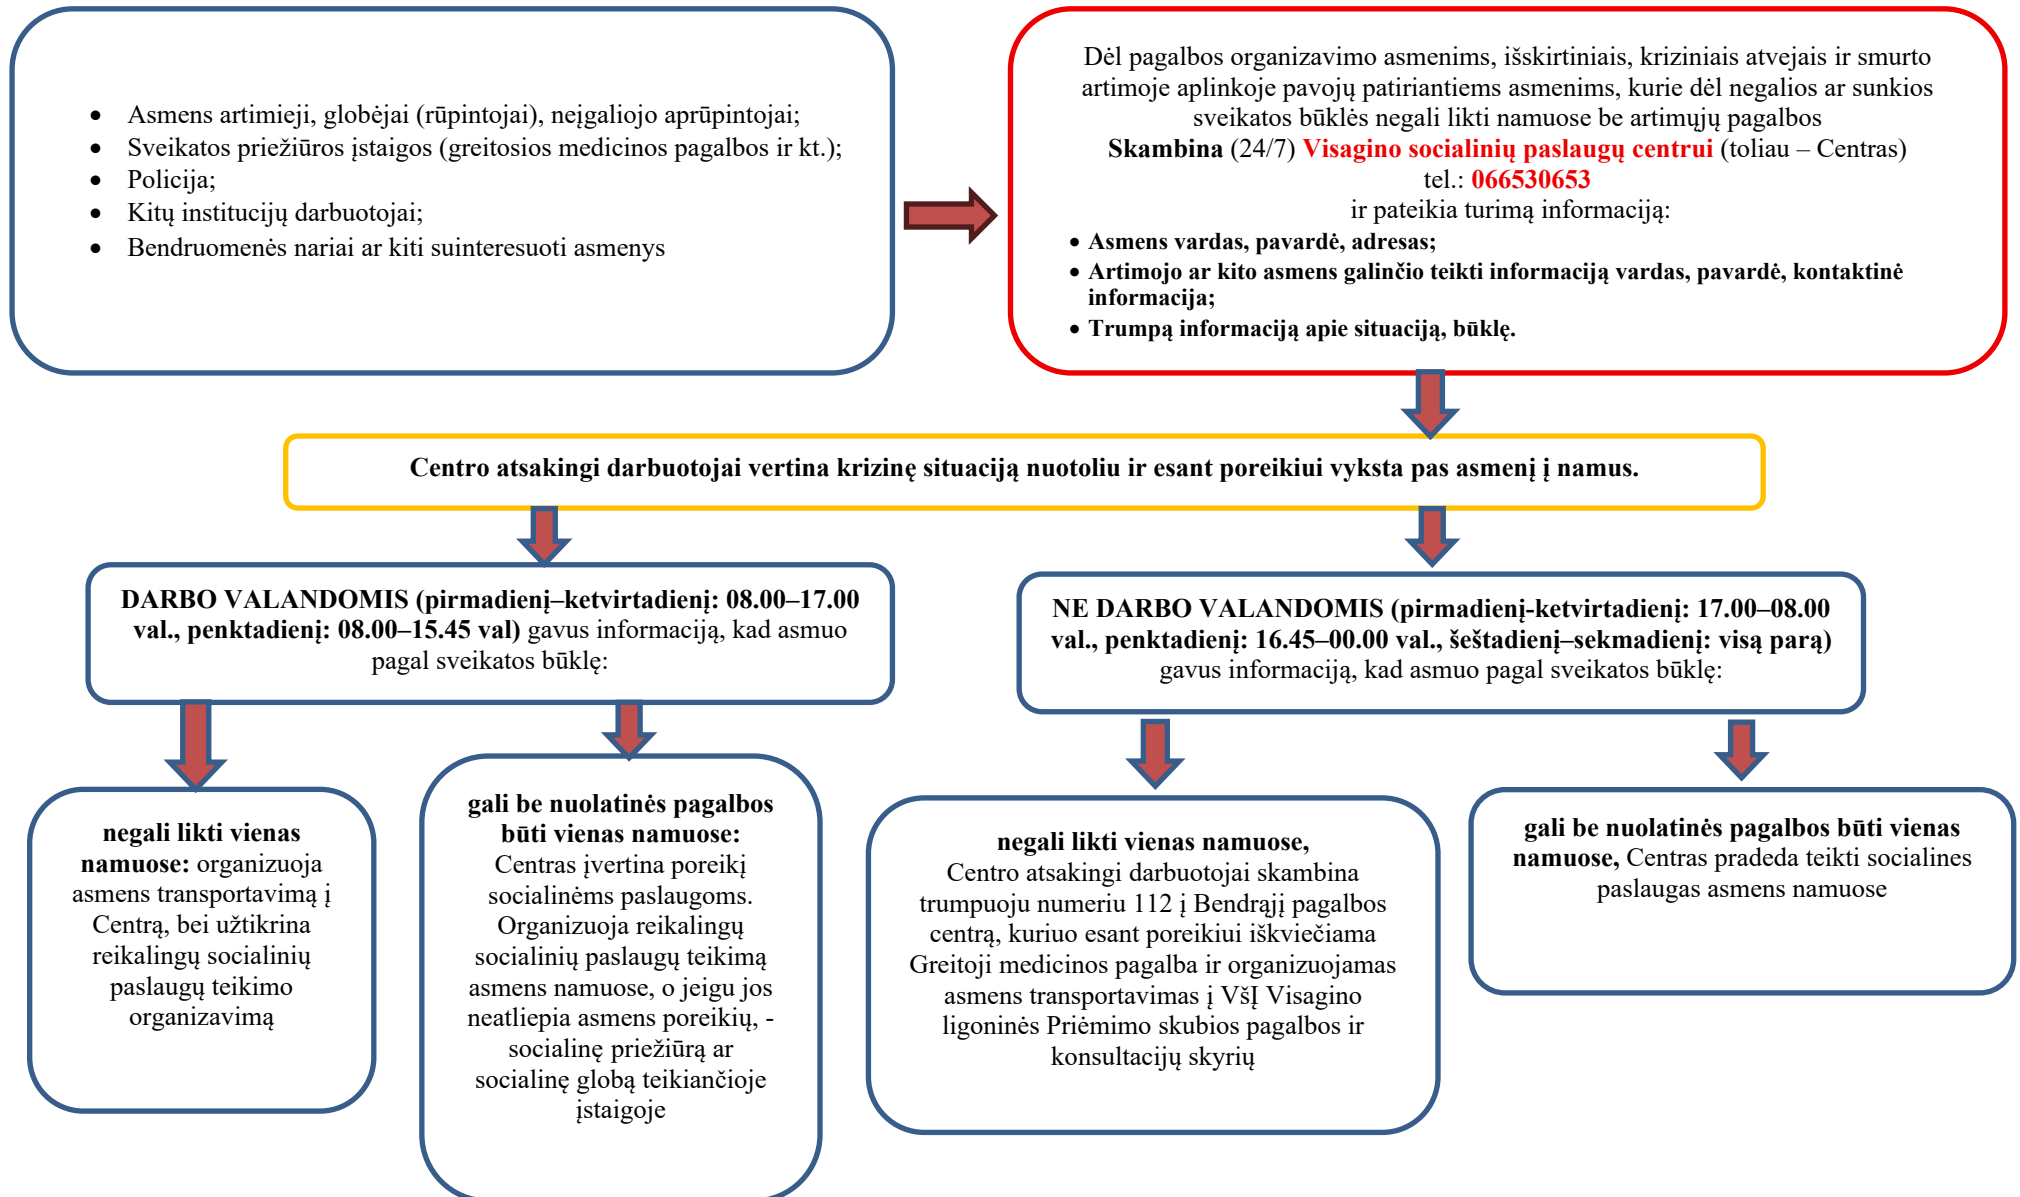 • Asmens artimieji, globėjai (rūpintojai), neįgaliojo aprūpintojai;
• Sveikatos priežiūros įstaigos (greitosios medicinos pagalbos ir kt.);
• Policija;
• Kitų institucijų darbuotojai;
• Bendruomenės nariai ar kiti suinteresuoti asmenys
Dėl pagalbos organizavimo asmenims, išskirtiniais, kriziniais atvejais ir smurto
artimoje aplinkoje pavojų patiriantiems asmenims, kurie dėl negalios ar sunkios
sveikatos būklės negali likti namuose be artimųjų pagalbos
Skambina (24/7) Visagino socialinių paslaugų centrui (toliau – Centras)
tel.: 066530653
ir pateikia turimą informaciją:
• Asmens vardas, pavardė, adresas;
• Artimojo ar kito asmens galinčio teikti informaciją vardas, pavardė, kontaktinė
informacija;
• Trumpą informaciją apie situaciją, būklę.
Centro atsakingi darbuotojai vertina krizinę situaciją nuotoliu ir esant poreikiui vyksta pas asmenį į namus.
DARBO VALANDOMIS (pirmadienį–ketvirtadienį: 08.00–17.00
val., penktadienį: 08.00–15.45 val) gavus informaciją, kad asmuo
pagal sveikatos būklę:
NE DARBO VALANDOMIS (pirmadienį-ketvirtadienį: 17.00–08.00
val., penktadienį: 16.45–00.00 val., šeštadienį–sekmadienį: visą parą)
gavus informaciją, kad asmuo pagal sveikatos būklę:
negali likti vienas
namuose: organizuoja
asmens transportavimą į
Centrą, bei užtikrina
reikalingų socialinių
paslaugų teikimo
organizavimą
gali be nuolatinės pagalbos
būti vienas namuose:
Centras įvertina poreikį
socialinėms paslaugoms.
Organizuoja reikalingų
socialinių paslaugų teikimą
asmens namuose, o jeigu jos
neatliepia asmens poreikių, -
socialinę priežiūrą ar
socialinę globą teikiančioje
įstaigoje
negali likti vienas namuose,
Centro atsakingi darbuotojai skambina
trumpuoju numeriu 112 į Bendrąjį pagalbos
centrą, kuriuo esant poreikiui iškviečiama
Greitoji medicinos pagalba ir organizuojamas
asmens transportavimas į VšĮ Visagino
ligoninės Priėmimo skubios pagalbos ir
konsultacijų skyrių
gali be nuolatinės pagalbos būti vienas
namuose, Centras pradeda teikti socialines
paslaugas asmens namuose